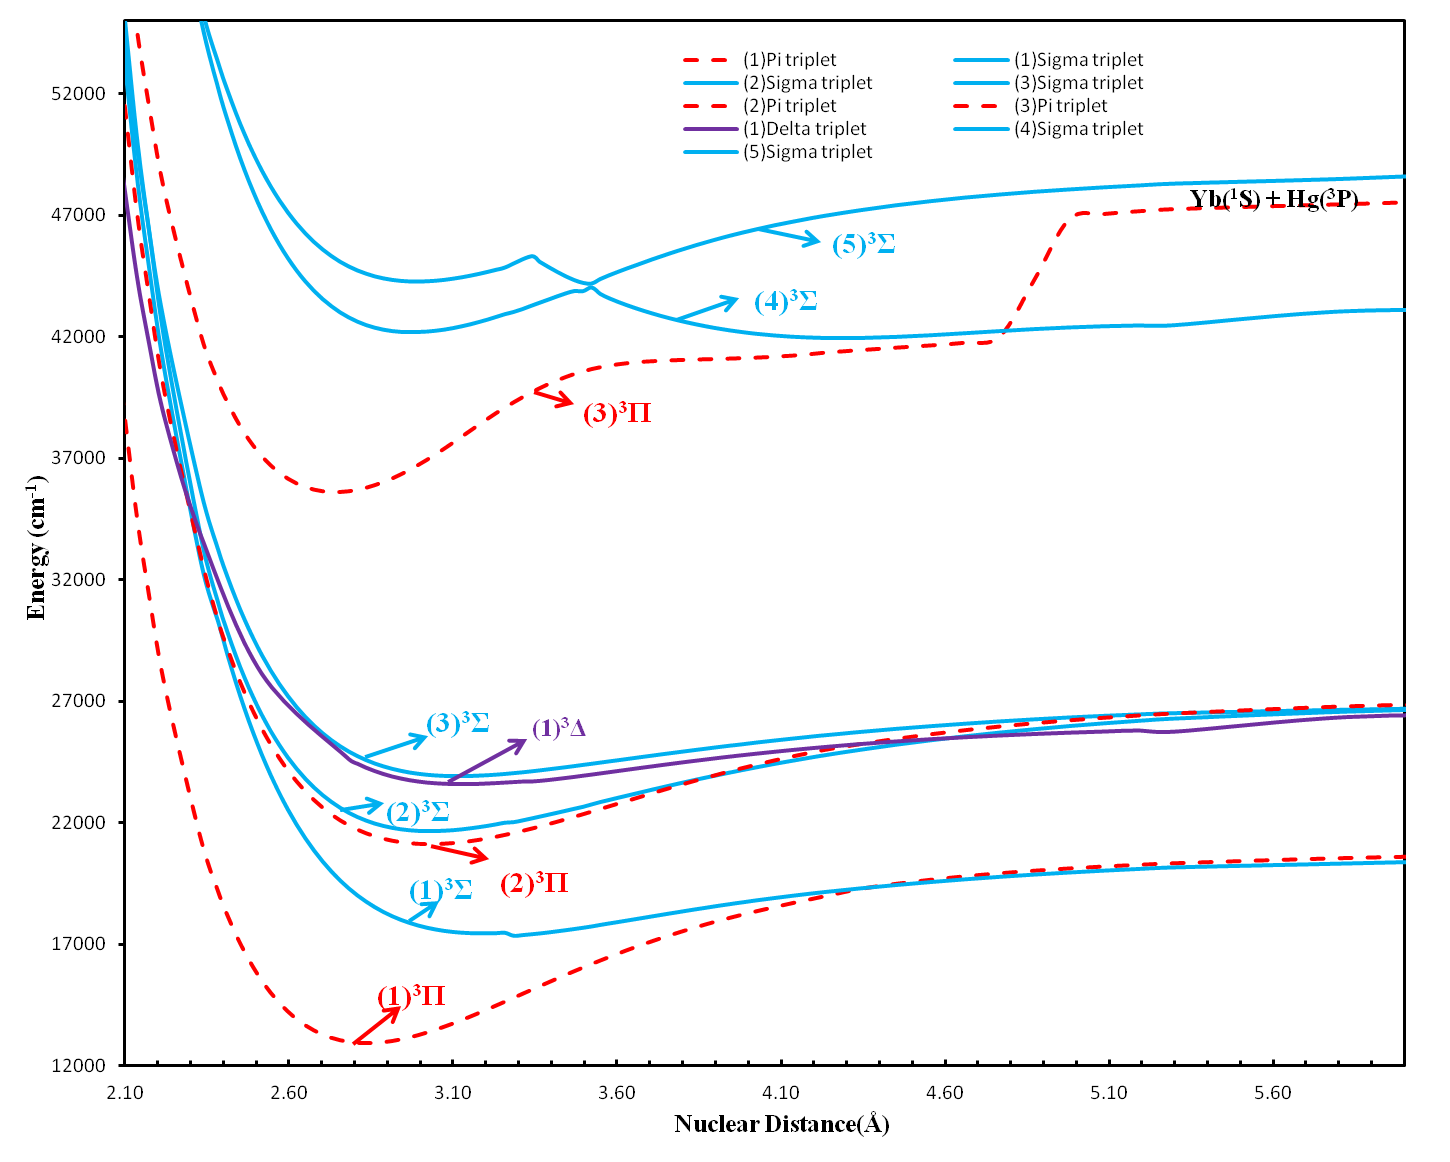 (1)Pi triplet
(1)Sigma triplet
(2)Sigma triplet
(3)Sigma triplet
(2)Pi triplet
(3)Pi triplet
(1)Delta triplet
(4)Sigma triplet
(5)Sigma triplet
52000
47000
42000
37000
32000
27000
22000
17000
12000
Energy (cm⁻¹)
Yb(¹S) + Hg(³P)
(5)³Σ
(4)³Σ
(3)³Π
(3)³Σ
(1)³Δ
(2)³Σ
(2)³Π
(1)³Σ
(1)³Π
2.10
2.60
3.10
3.60
4.10
4.60
5.10
5.60
Nuclear Distance(Å)